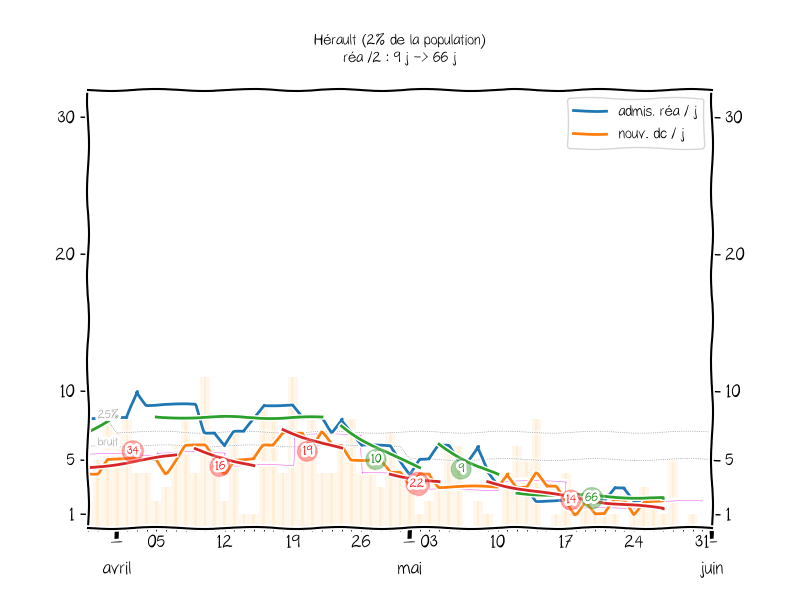 Hérault (2% de la population)
réa /2 : 9 j -> 66 j
admis. réa / j
nouv. dc / j
30 30
20 20
10 10
25%
bruit
5 5
34 16 19 10 22 9 14 66
1 1
05 12 19 26 03 10 17 24 31
avril mai juin